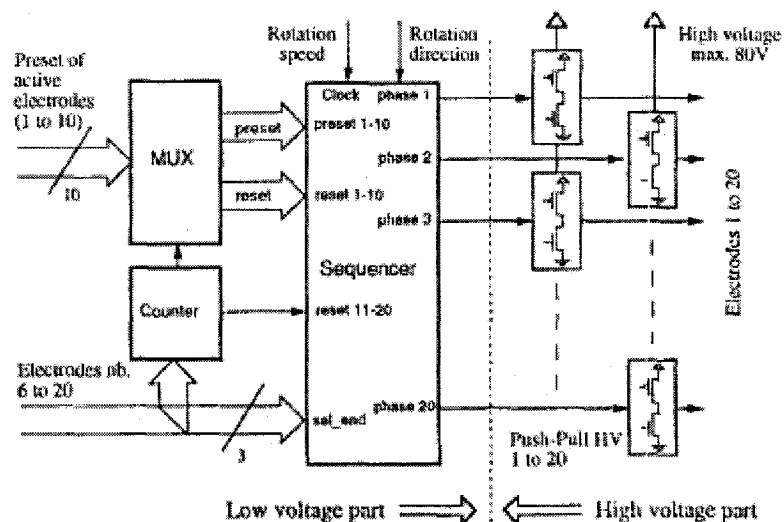 Rotation speed
Rotation direction
High voltage max. 80V
Preset of active electrodes (1 to 10)
10
MUX
preset
reset
Clock
phase 1
preset 1-10
phase 2
reset 1-10
phase 3
Sequencer
Counter
reset 11-20
Electrodes nb. 6 to 20
3
sel_end
phase 20
Push-Pull HV 1 to 20
Electrodes 1 to 20
Low voltage part
High voltage part